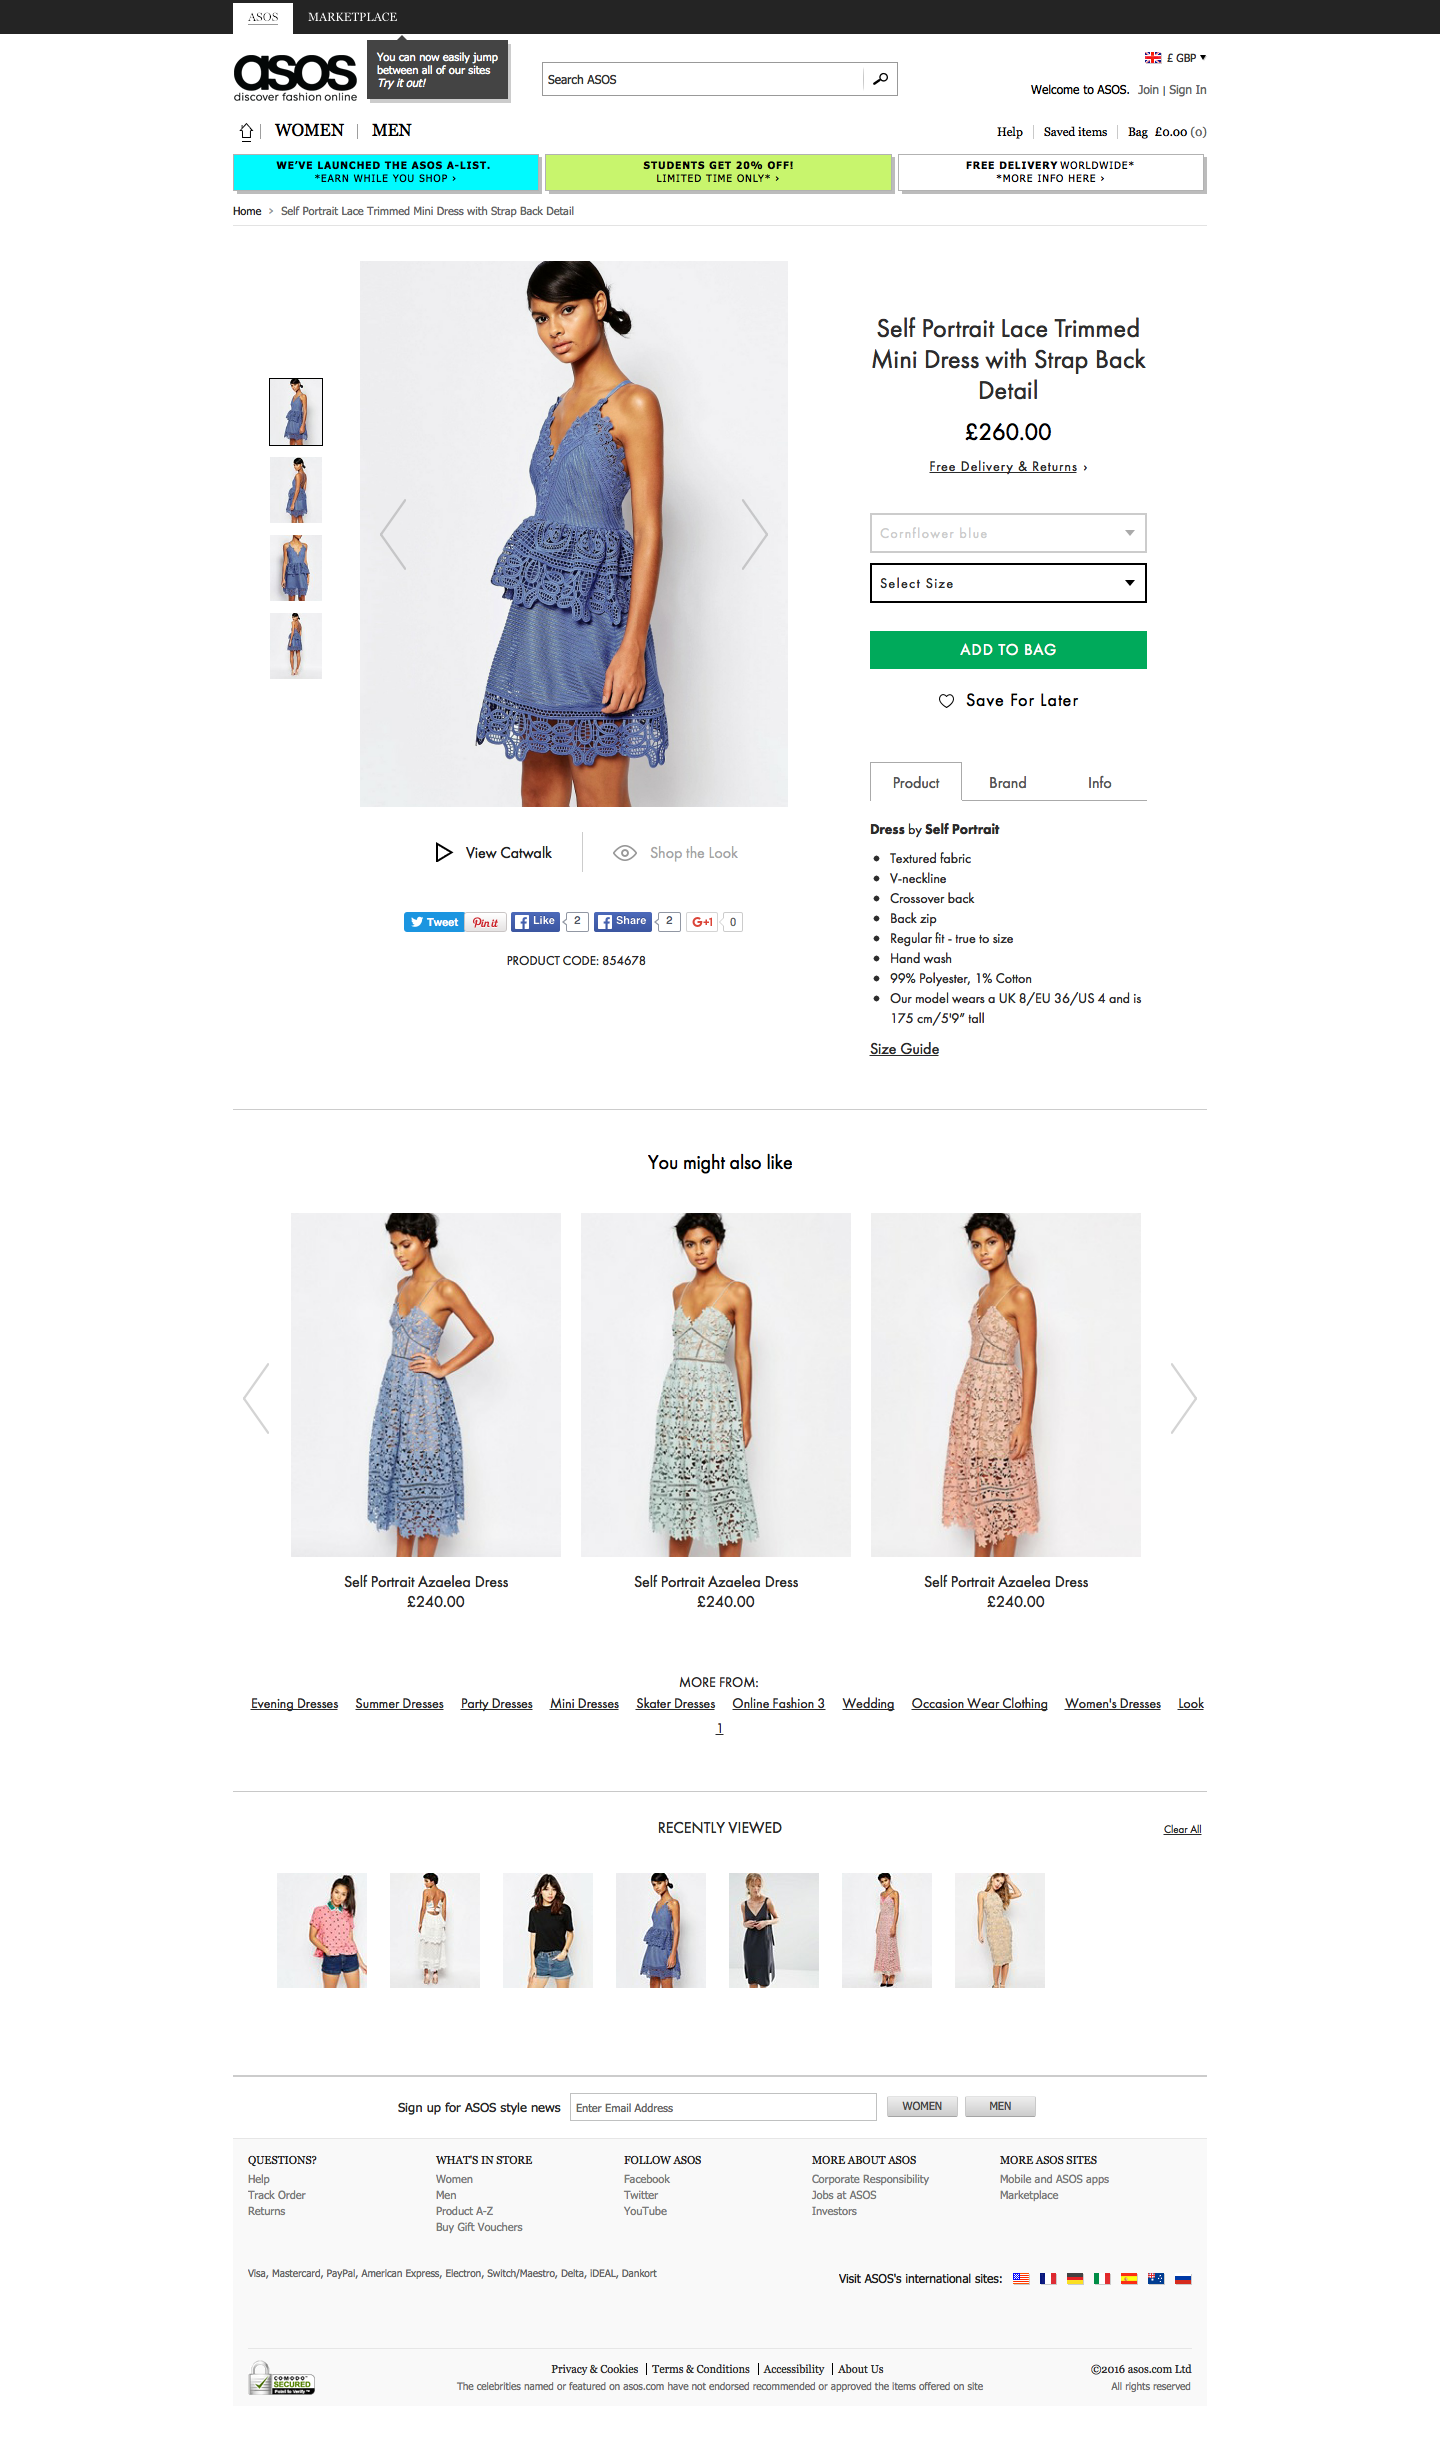 ASOS MARKETPLACE
You can now easily jump
between all of our sites
Try it out!
asos
discover fashion online
Search ASOS
£ GBP
Welcome to ASOS. Join | Sign In
WOMEN MEN
Help Saved items Bag £0.00 (0)
WE'VE LAUNCHED THE ASOS A-LIST.
*EARN WHILE YOU SHOP ›
STUDENTS GET 20% OFF!
LIMITED TIME ONLY* ›
FREE DELIVERY WORLDWIDE*
*MORE INFO HERE ›
Home › Self Portrait Lace Trimmed Mini Dress with Strap Back Detail
Self Portrait Lace Trimmed
Mini Dress with Strap Back
Detail
£260.00
Free Delivery & Returns ›
Cornflower blue
Select Size
ADD TO BAG
Save For Later
Product Brand Info
Dress by Self Portrait
Textured fabric
V-neckline
Crossover back
Back zip
Regular fit - true to size
Hand wash
99% Polyester, 1% Cotton
Our model wears a UK 8/EU 36/US 4 and is
175 cm/5'9” tall
Size Guide
View Catwalk Shop the Look
Tweet Pin it Like 2 Share 2 G+1 0
PRODUCT CODE: 854678
You might also like
Self Portrait Azaelea Dress
£240.00
Self Portrait Azaelea Dress
£240.00
Self Portrait Azaelea Dress
£240.00
MORE FROM:
Evening Dresses Summer Dresses Party Dresses Mini Dresses Skater Dresses Online Fashion 3 Wedding Occasion Wear Clothing Women's Dresses Look
1
RECENTLY VIEWED
Clear All
Sign up for ASOS style news Enter Email Address WOMEN MEN
QUESTIONS?
Help
Track Order
Returns
WHAT'S IN STORE
Women
Men
Product A-Z
Buy Gift Vouchers
FOLLOW ASOS
Facebook
Twitter
YouTube
MORE ABOUT ASOS
Corporate Responsibility
Jobs at ASOS
Investors
MORE ASOS SITES
Mobile and ASOS apps
Marketplace
Visa, Mastercard, PayPal, American Express, Electron, Switch/Maestro, Delta, iDEAL, Dankort
Visit ASOS's international sites:
COMODO
SECURED
Point to Verify
Privacy & Cookies | Terms & Conditions | Accessibility | About Us
The celebrities named or featured on asos.com have not endorsed recommended or approved the items offered on site
©2016 asos.com Ltd
All rights reserved